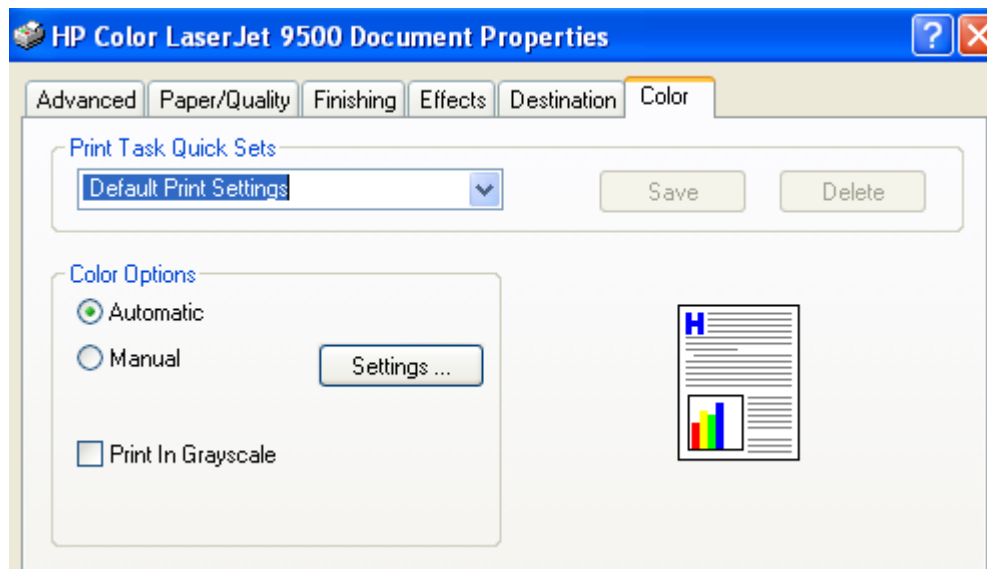 HP Color LaserJet 9500 Document Properties
Advanced Paper/Quality Finishing Effects Destination Color
Print Task Quick Sets
Default Print Settings Save Delete
Color Options
Automatic
Manual Settings ...
Print In Grayscale
H